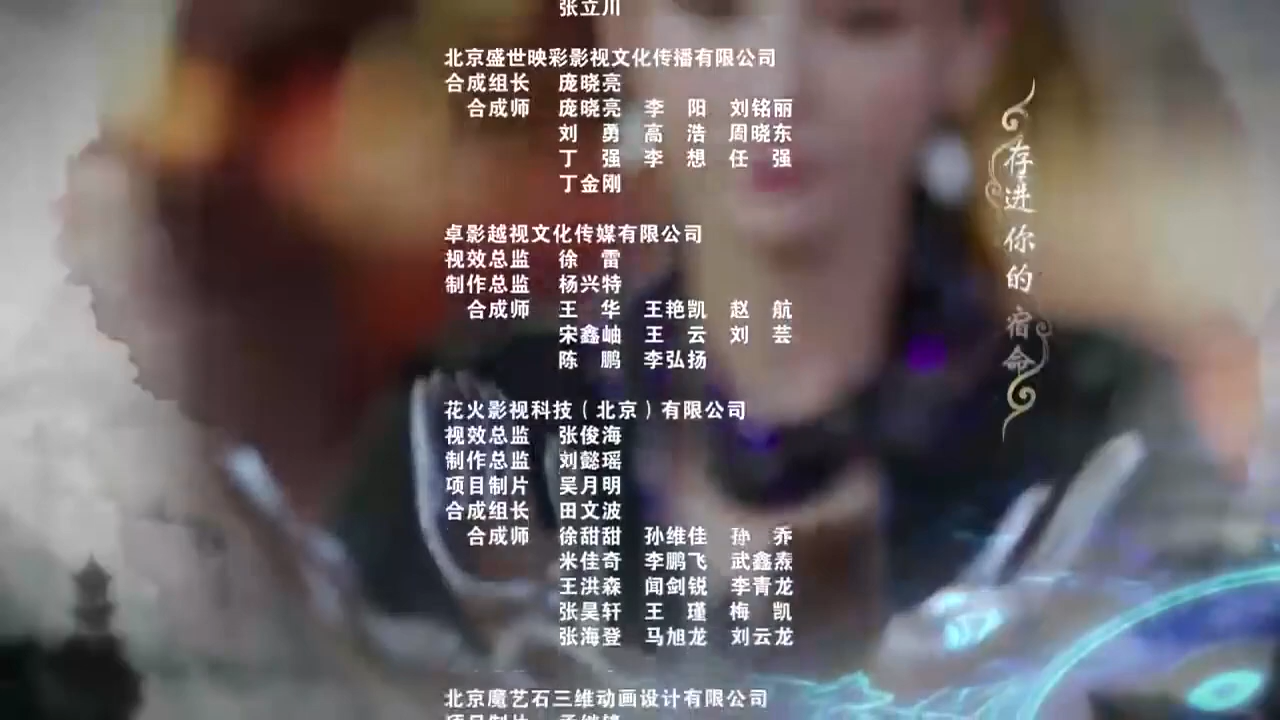 张立川
北京盛世映彩影视文化传播有限公司
合成组长 庞晓亮
合成师 庞晓亮 李 阳 刘铭丽
刘 勇 高 浩 周晓东
丁 强 李 想 任 强
丁金刚
卓影越视文化传媒有限公司
视效总监 徐 雷
制作总监 杨兴特
合成师 王 华 王艳凯 赵 航
宋鑫岫 王 云 刘 芸
陈 鹏 李弘扬
花火影视科技（北京）有限公司
视效总监 张俊海
制作总监 刘懿瑶
项目制片 吴月明
合成组长 田文波
合成师 徐甜甜 孙维佳 孙 乔
米佳奇 李鹏飞 武鑫焘
王洪森 闻剑锐 李青龙
张昊轩 王 瑾 梅 凯
张海登 马旭龙 刘云龙
北京魔艺石三维动画设计有限公司
存进你的宿命